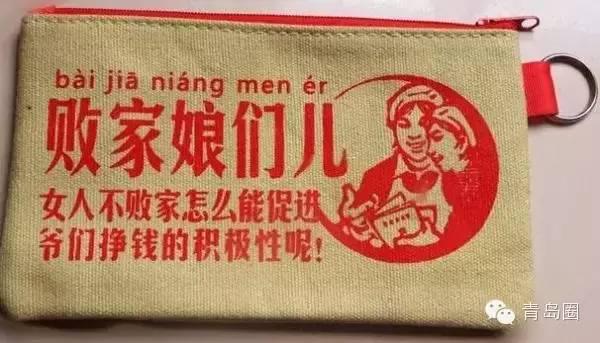 bài jiā niáng men ér
败家娘们儿
女人不败家怎么能促进
爷们挣钱的积极性呢!
青岛圈